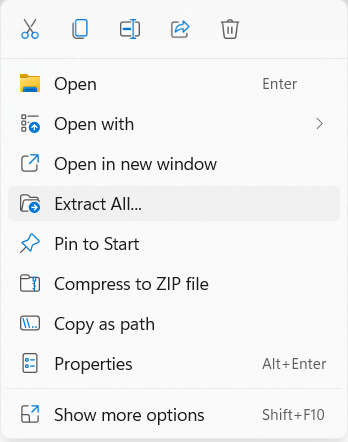 Open Enter
Open with
Open in new window
Extract All...
Pin to Start
Compress to ZIP file
Copy as path
Properties Alt+Enter
Show more options Shift+F10